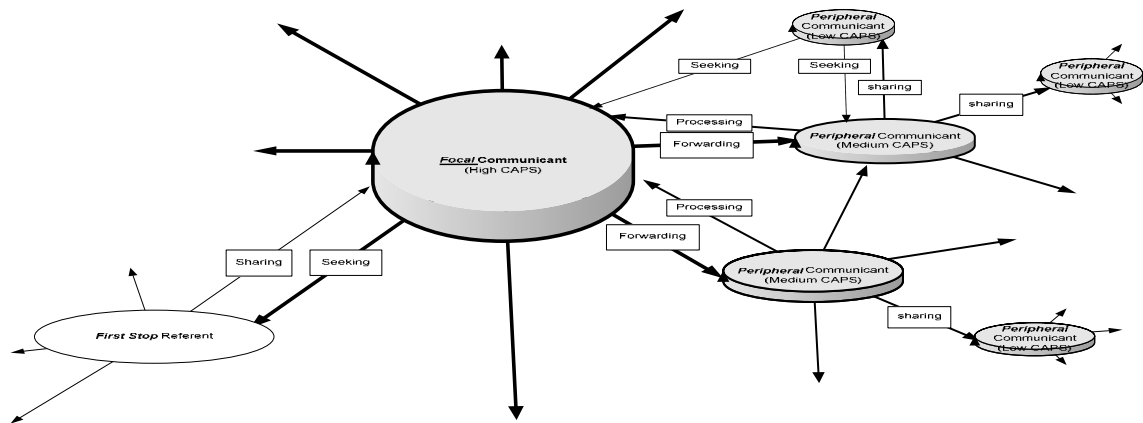 Peripheral
Communicant
(Low CAPS)
Seeking
Seeking
sharing
Peripheral
Communicant
(Low CAPS)
sharing
Processing
Forwarding
Peripheral Communicant
(Medium CAPS)
Focal Communicant
(High CAPS)
Processing
Forwarding
Sharing
Seeking
Peripheral Communicant
(Medium CAPS)
sharing
First Stop Referent
Peripheral
Communicant
(Low CAPS)